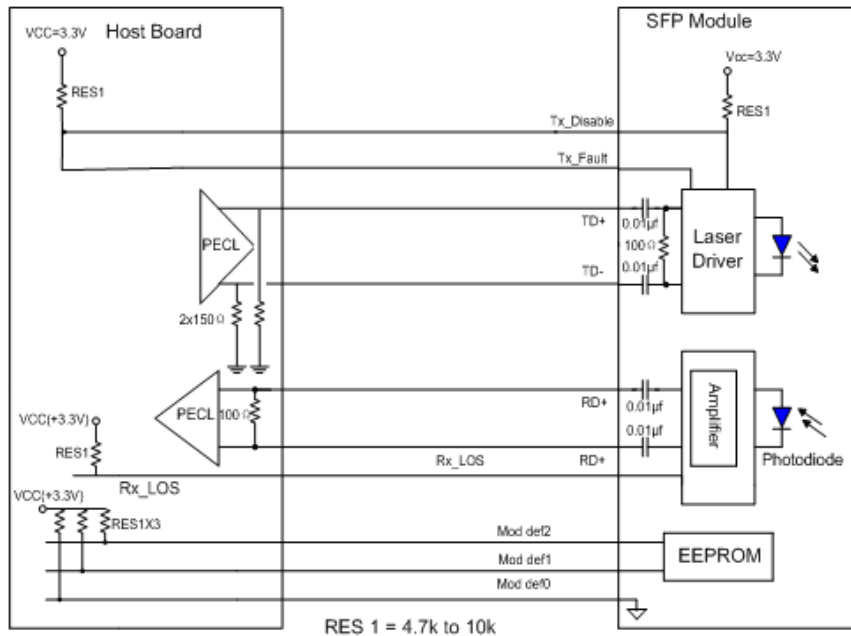 Host Board
SFP Module
VCC=3.3V
RES1
Vcc=3.3V
RES1
Tx_Disable
Tx_Fault
PECL
TD+
0.01µf
100Ω
TD-
0.01µf
Laser
Driver
2x150Ω
PECL
100Ω
RD+
0.01µf
0.01µf
RD+
Amplifier
Photodiode
VCC(+3.3V)
RES1
Rx_LOS
Rx_LOS
VCC(+3.3V)
RES1X3
Mod def2
Mod def1
Mod def0
EEPROM
RES 1 = 4.7k to 10k